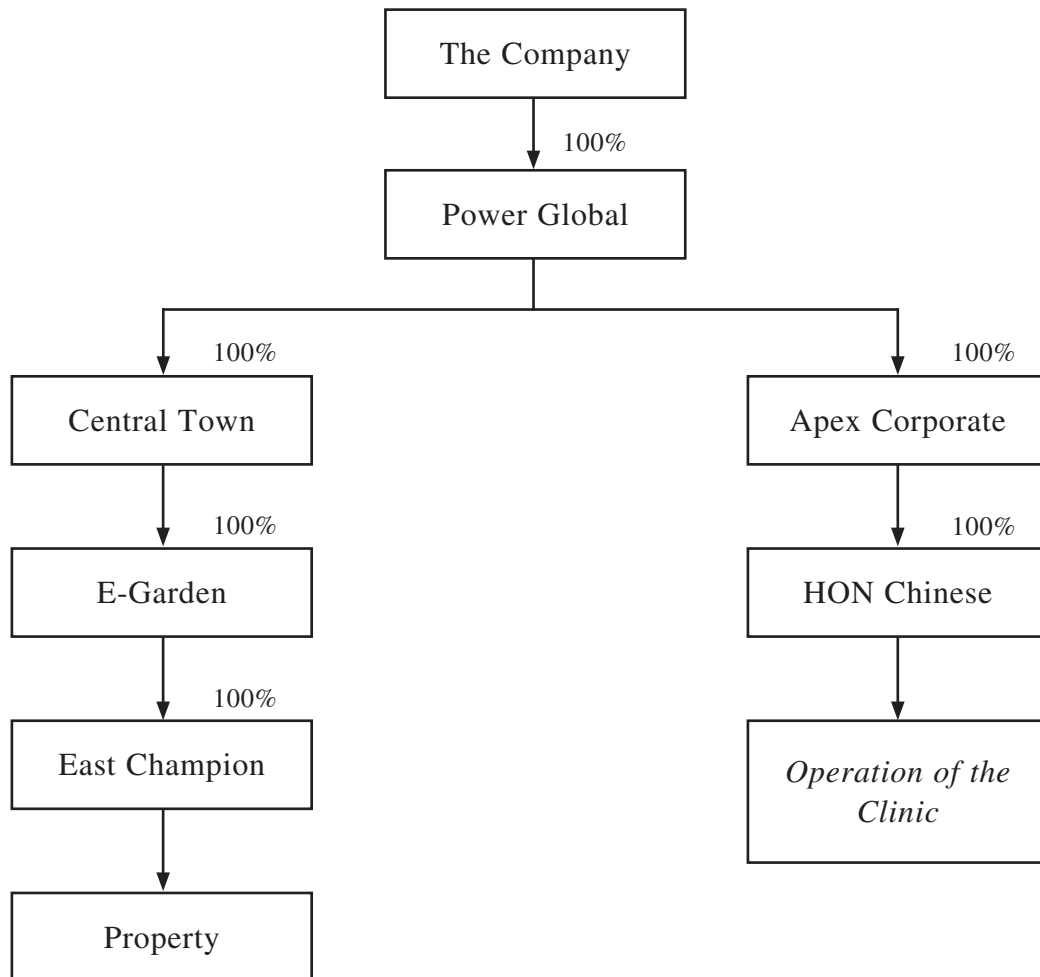 The Company
100%
Power Global
100%
100%
Central Town
Apex Corporate
100%
100%
E-Garden
HON Chinese
100%
East Champion
Operation of the
Clinic
Property